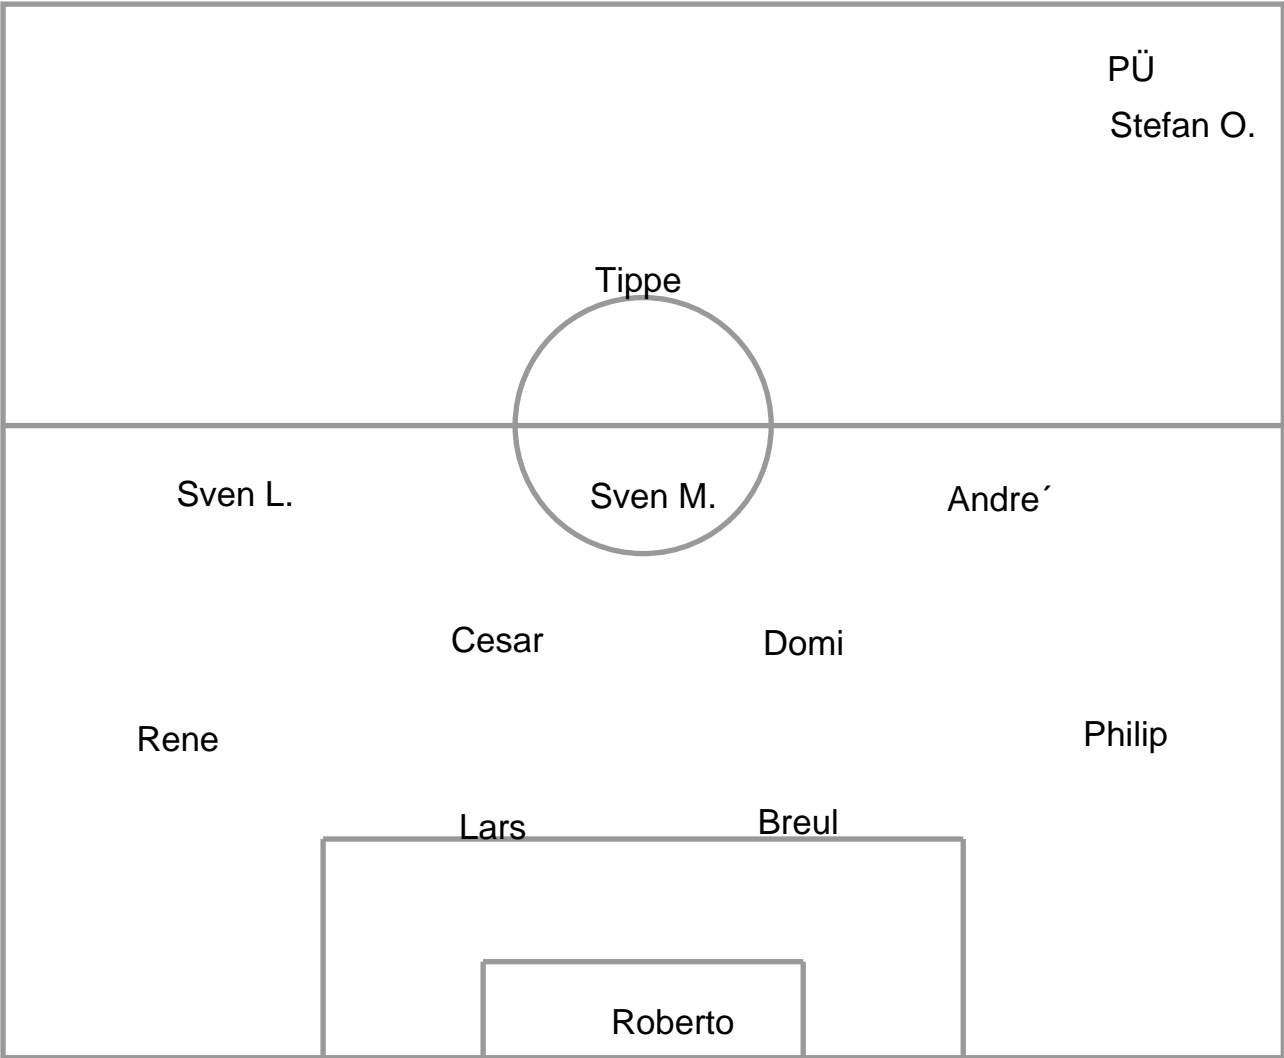 PÜ
Stefan O.
Tippe
Sven L.
Sven M.
Andre´
Cesar
Domi
Rene
Philip
Lars
Breul
Roberto